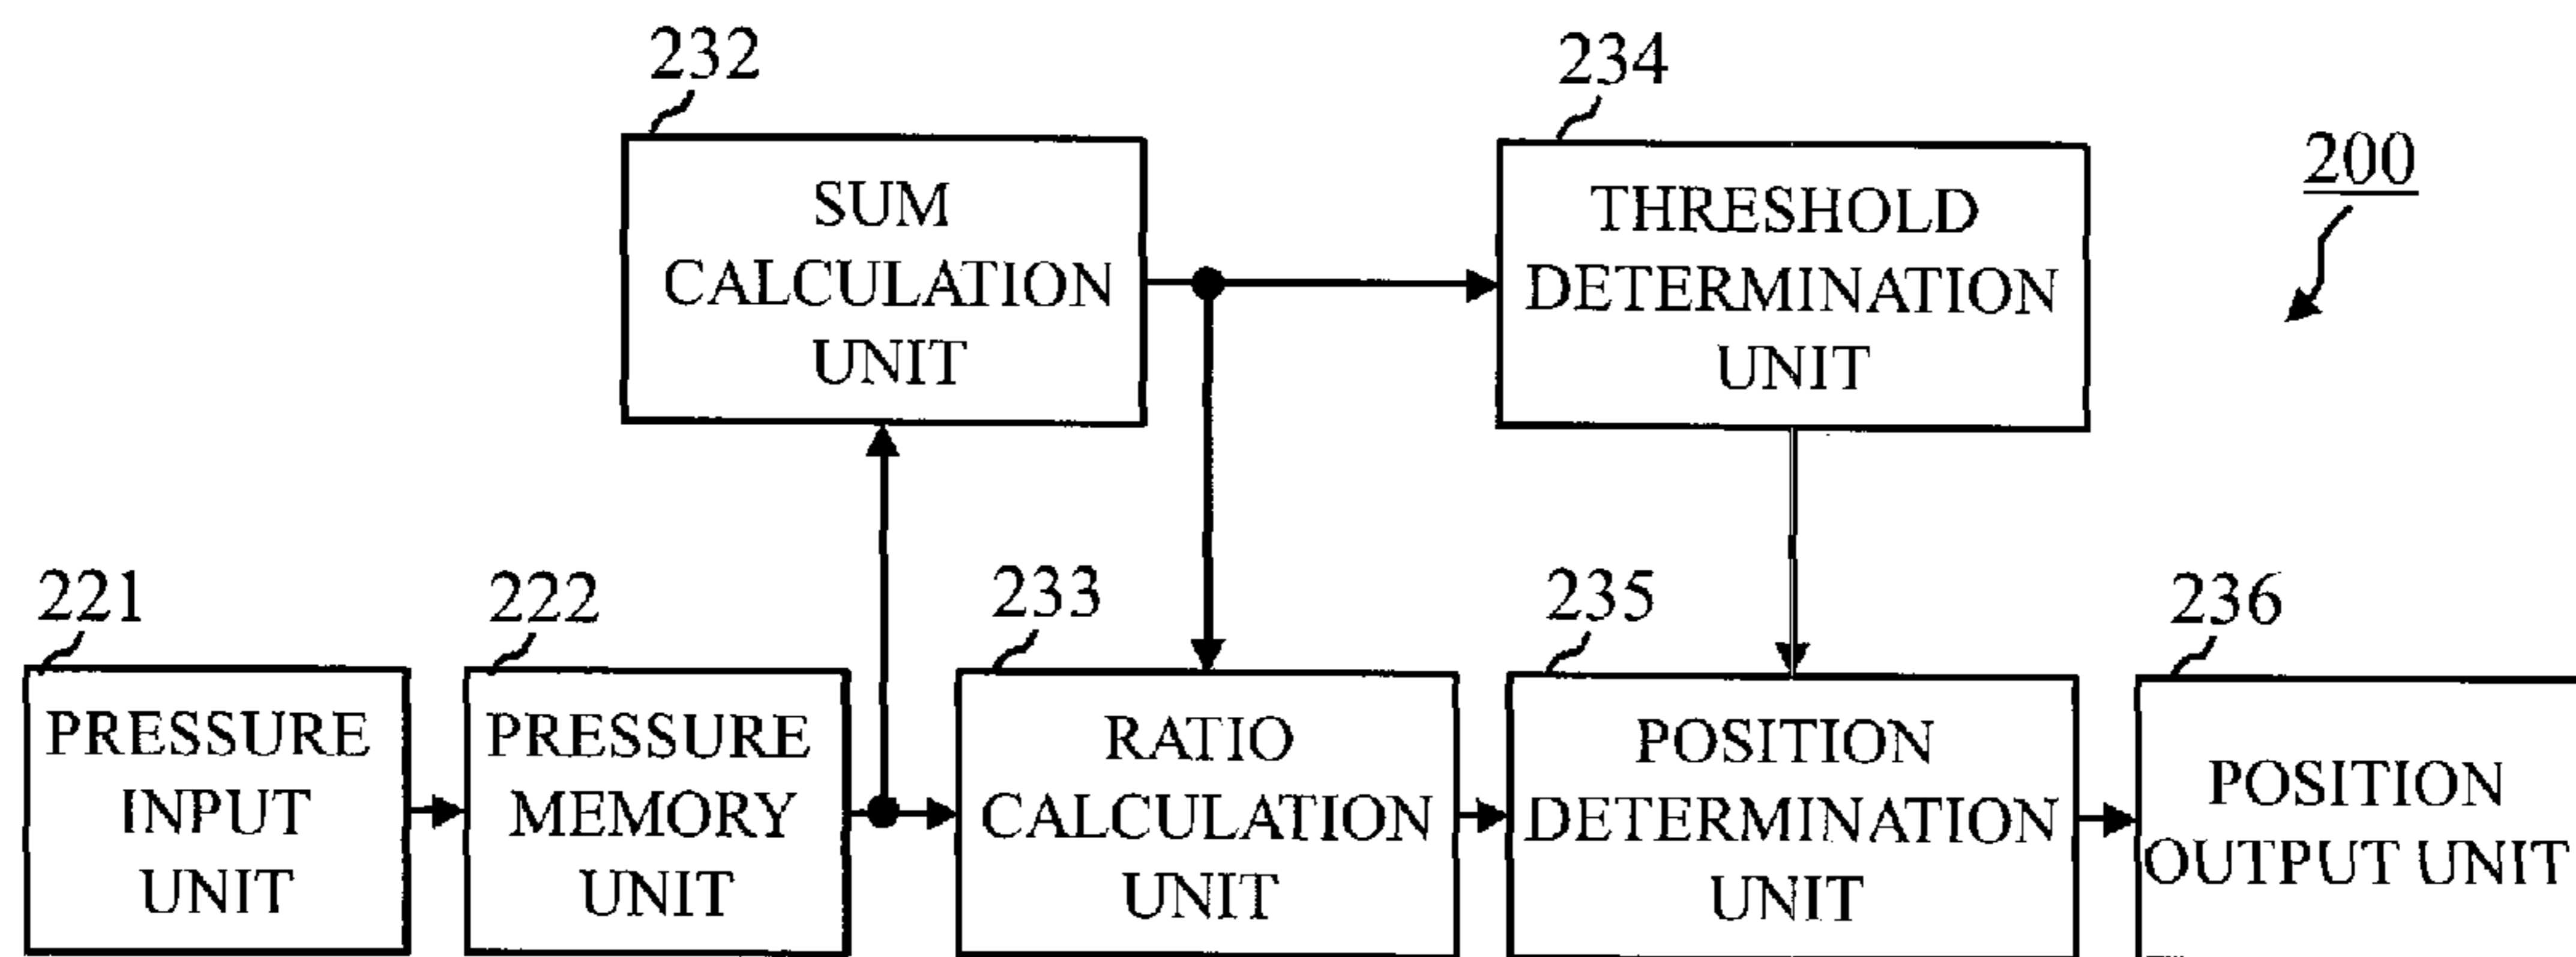 232
234
200
SUM
CALCULATION
UNIT
THRESHOLD
DETERMINATION
UNIT
221
222
233
235
236
PRESSURE
INPUT
UNIT
PRESSURE
MEMORY
UNIT
RATIO
CALCULATION
UNIT
POSITION
DETERMINATION
UNIT
POSITION
OUTPUT UNIT